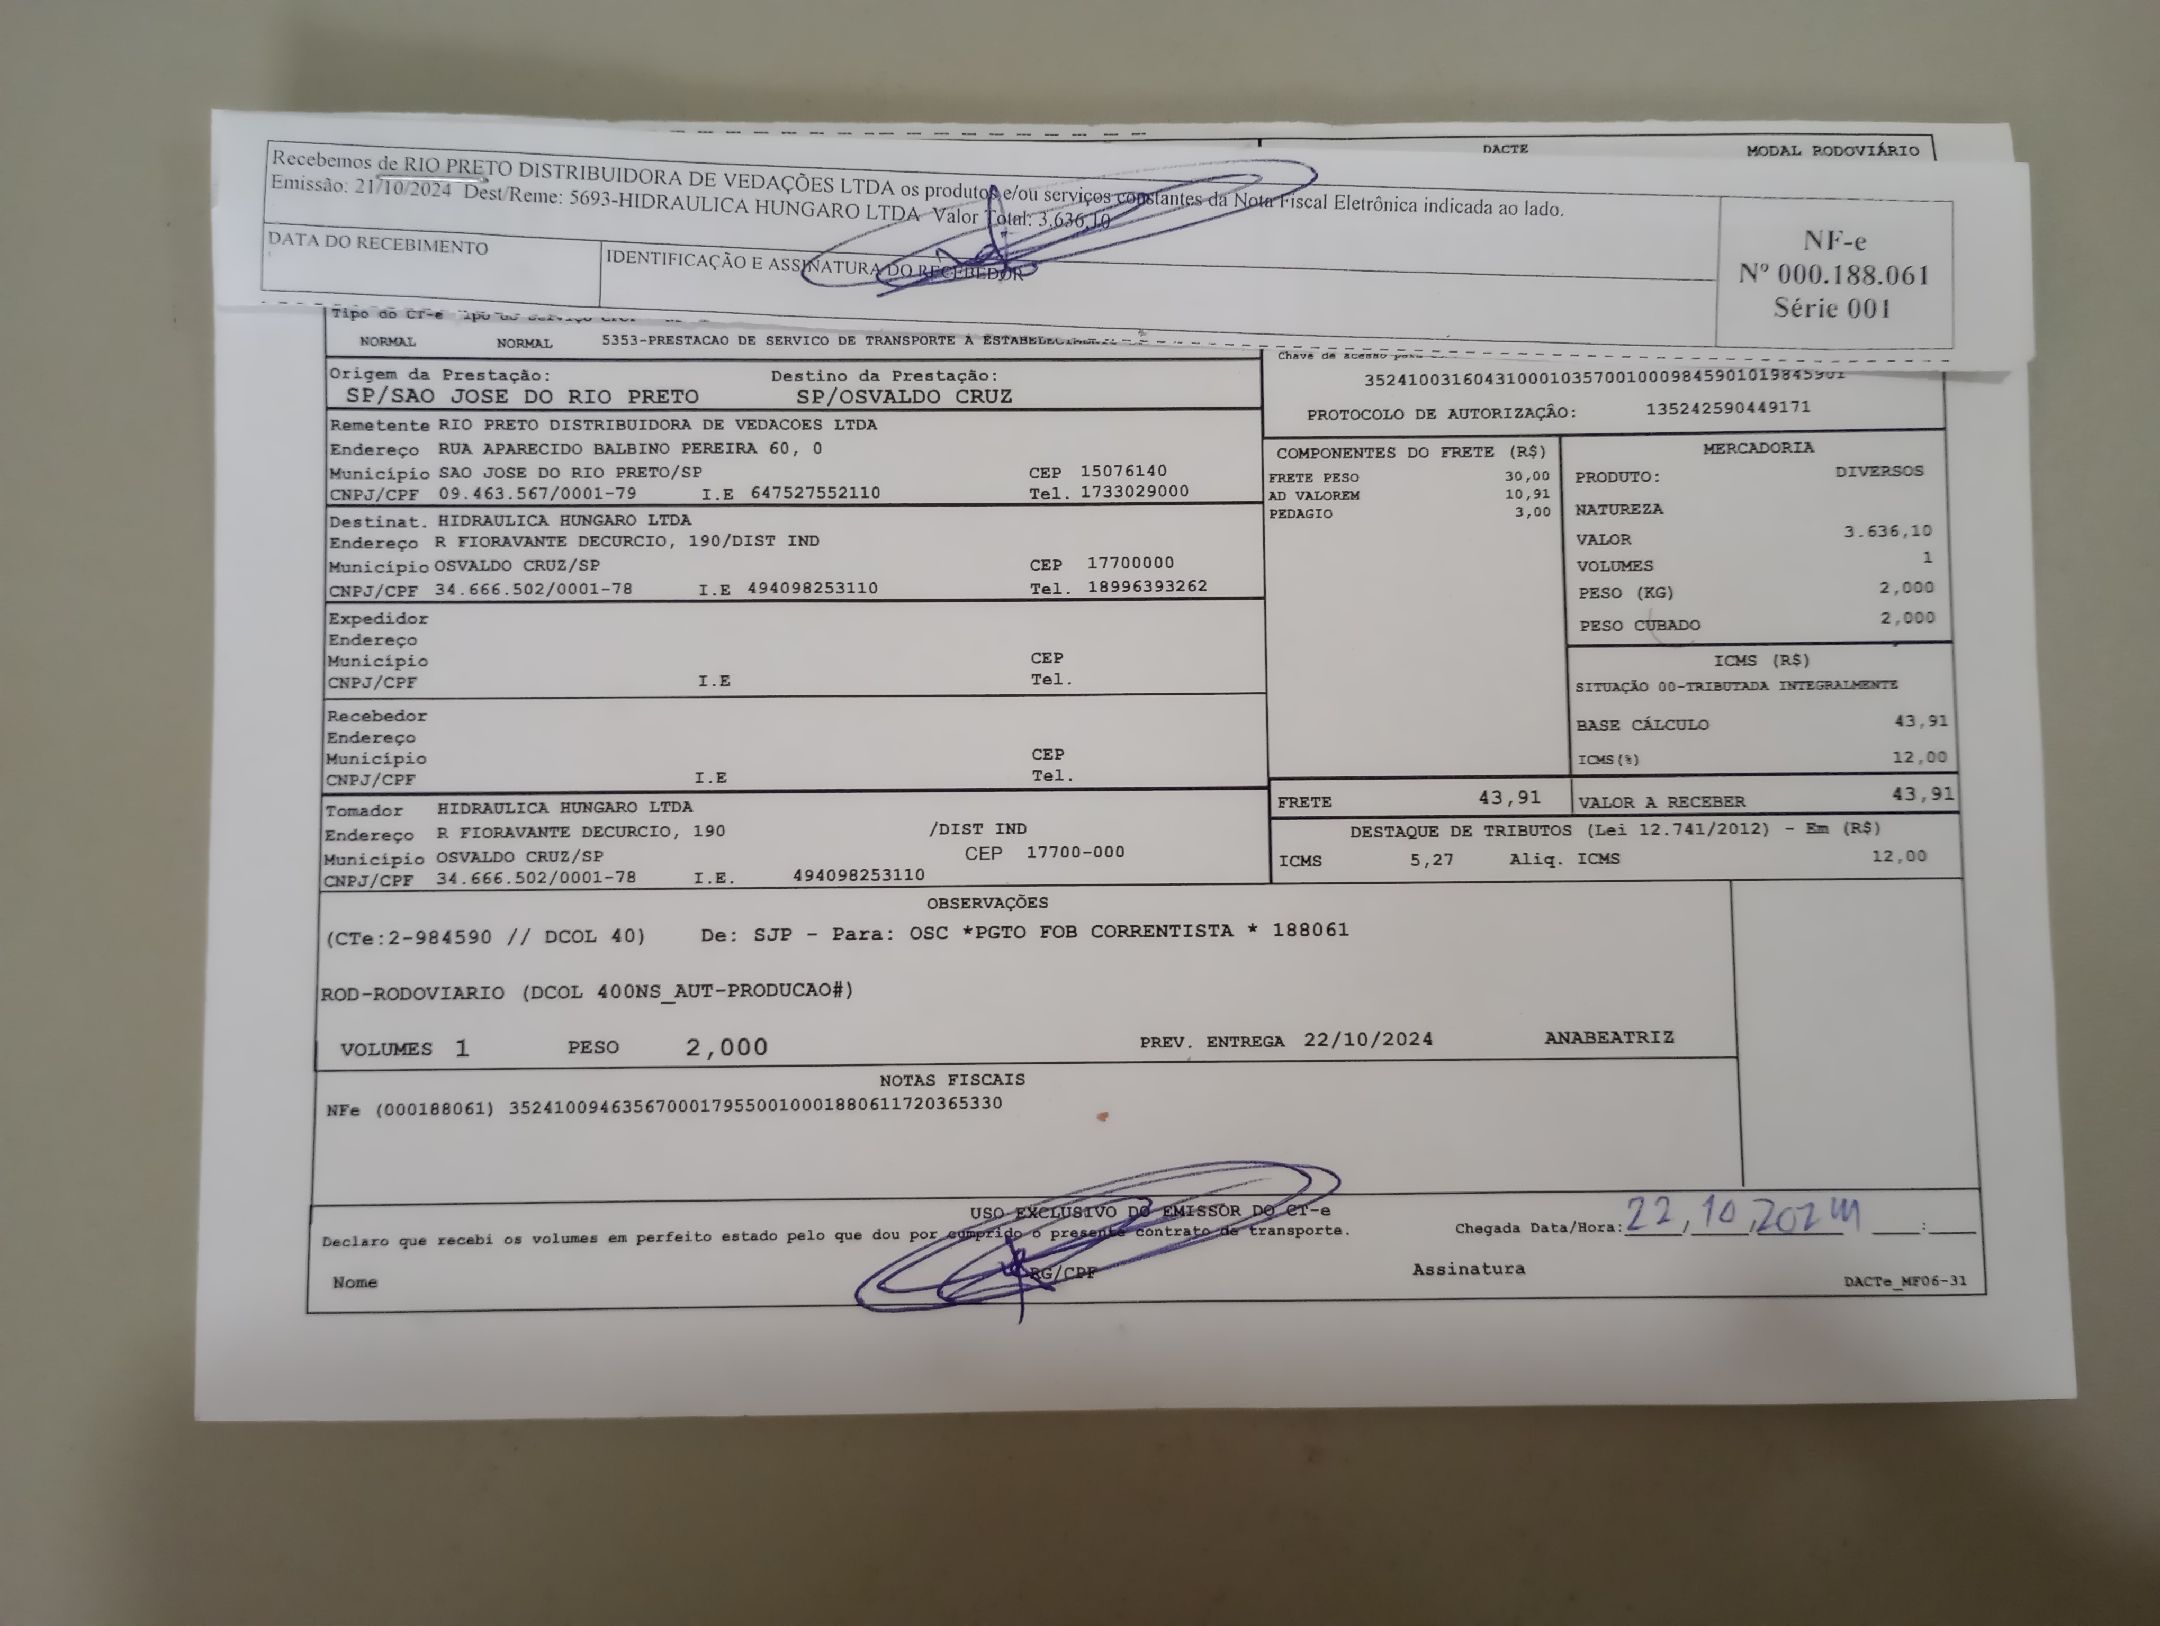 DACTE MODAL RODOVIÁRIO
Recebemos de RIO PRETO DISTRIBUIDORA DE VEDAÇÕES LTDA os produtos e/ou serviços constantes da Nota Fiscal Eletrônica indicada ao lado.
Emissão: 21/10/2024 Dest/Reme: 5693-HIDRAULICA HUNGARO LTDA Valor Total: 3.636,10
DATA DO RECEBIMENTO
IDENTIFICAÇÃO E ASSINATURA DO RECEBEDOR
NF-e
Nº 000.188.061
Série 001
Tipo do CT-e
NORMAL NORMAL 5353-PRESTACAO DE SERVICO DE TRANSPORTE A
Chave de acesso
Origem da Prestação: Destino da Prestação:
SP/SAO JOSE DO RIO PRETO SP/OSVALDO CRUZ
35241003160431000103570010009845901019845901
PROTOCOLO DE AUTORIZAÇÃO: 135242590449171
Remetente RIO PRETO DISTRIBUIDORA DE VEDACOES LTDA
Endereço RUA APARECIDO BALBINO PEREIRA 60, 0
Município SAO JOSE DO RIO PRETO/SP CEP 15076140
CNPJ/CPF 09.463.567/0001-79 I.E 647527552110 Tel. 1733029000
Destinat. HIDRAULICA HUNGARO LTDA
Endereço R FIORAVANTE DECURCIO, 190/DIST IND
Município OSVALDO CRUZ/SP CEP 17700000
CNPJ/CPF 34.666.502/0001-78 I.E 494098253110 Tel. 18996393262
Expedidor
Endereço
Município CEP
CNPJ/CPF I.E Tel.
Recebedor
Endereço
Município CEP
CNPJ/CPF I.E Tel.
Tomador HIDRAULICA HUNGARO LTDA
Endereço R FIORAVANTE DECURCIO, 190 /DIST IND
Município OSVALDO CRUZ/SP CEP 17700-000
CNPJ/CPF 34.666.502/0001-78 I.E. 494098253110
COMPONENTES DO FRETE (R$)
FRETE PESO 30,00
AD VALOREM 10,91
PEDAGIO 3,00
MERCADORIA
PRODUTO: DIVERSOS
NATUREZA
VALOR 3.636,10
VOLUMES 1
PESO (KG) 2,000
PESO CUBADO 2,000
ICMS (R$)
SITUAÇÃO 00-TRIBUTADA INTEGRALMENTE
BASE CÁLCULO 43,91
ICMS(%) 12,00
FRETE 43,91 VALOR A RECEBER 43,91
DESTAQUE DE TRIBUTOS (Lei 12.741/2012) - Em (R$)
ICMS 5,27 Aliq. ICMS 12,00
OBSERVAÇÕES
(CTe:2-984590 // DCOL 40) De: SJP - Para: OSC *PGTO FOB CORRENTISTA * 188061
ROD-RODOVIARIO (DCOL 400NS_AUT-PRODUCAO#)
VOLUMES 1 PESO 2,000 PREV. ENTREGA 22/10/2024 ANABEATRIZ
NOTAS FISCAIS
NFe (000188061) 35241009463567000179550010001880611720365330
USO EXCLUSIVO DO EMISSOR DO CT-e
Declaro que recebi os volumes em perfeito estado pelo que dou por cumprido o presente contrato de transporte. Chegada Data/Hora: 22, 10, 2024 ___:___
Nome RG/CPF Assinatura DACTe_MF06-31